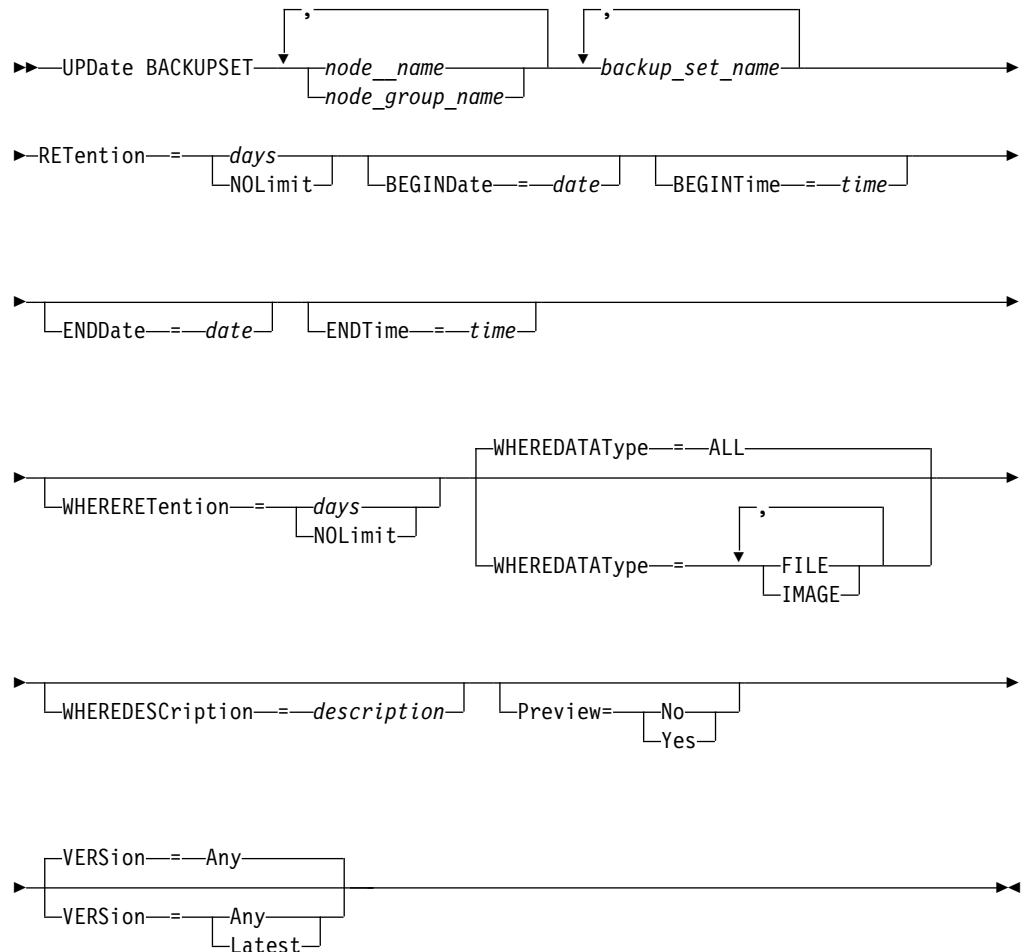 ,
,
UPDate BACKUPSET node__name backup_set_name
node_group_name
RETention = days
NOLimit BEGINDate = date BEGINTime = time
ENDDate = date ENDTime = time
WHEREDATAType = ALL
WHERERETention = days
NOLimit
,
WHEREDATAType = FILE
IMAGE
WHEREDESCription = description Preview= No
Yes
VERSion = Any
VERSion = Any
Latest